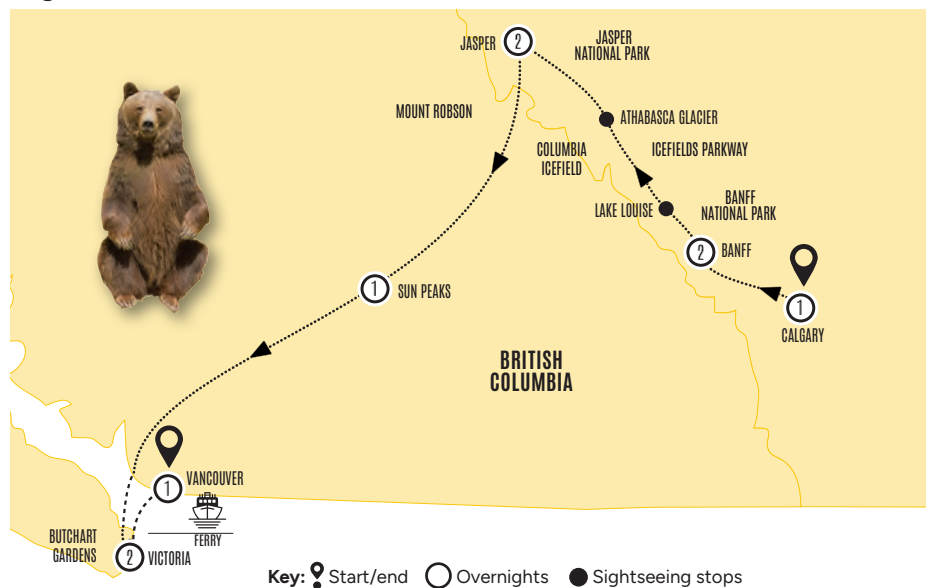 JASPER
2
JASPER
NATIONAL PARK
MOUNT ROBSON
ATHABASCA GLACIER
COLUMBIA
ICEFIELD
ICEFIELDS PARKWAY
BANFF
NATIONAL PARK
LAKE LOUISE
2
BANFF
1
CALGARY
1
SUN PEAKS
BRITISH
COLUMBIA
1
VANCOUVER
FERRY
BUTCHART
GARDENS
2
VICTORIA
Key: Start/end Overnights Sightseeing stops